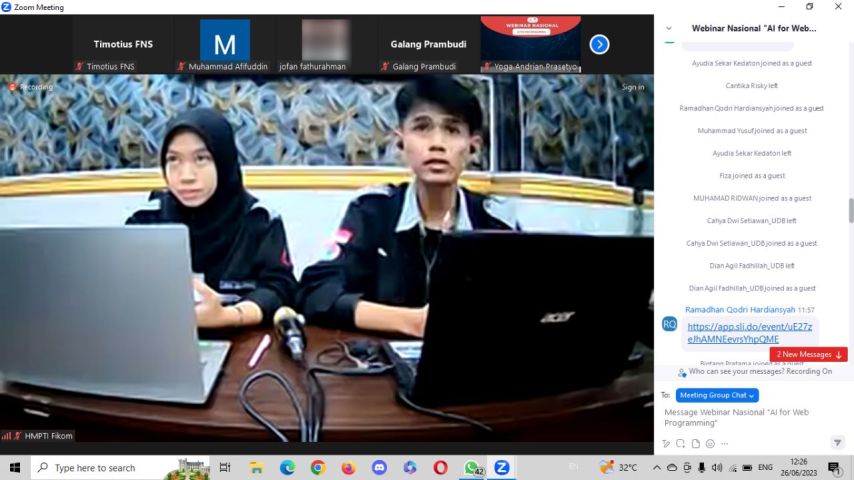 Zoom Meeting
Timotius FNS
Timotius FNS
M
Muhammad Afifuddin
jofan fathurahman
Galang Prambudi
Galang Prambudi
WEBINAR NASIONAL
Yoga Andrian Prasetyo
Recording
Sign in
acer
HMPTI Fikom
Webinar Nasional "AI for Web...
Ayudia Sekar Kedaton joined as a guest
Cantika Risky left
Ramadhan Qodri Hardiansyah joined as a guest
Muhammad Yusuf joined as a guest
Ayudia Sekar Kedaton left
Fiza joined as a guest
MUHAMAD RIDWAN joined as a guest
Cahya Dwi Setiawan_UDB left
Cahya Dwi Setiawan_UDB joined as a guest
Dian Agil Fadhillah_UDB left
Dian Agil Fadhillah_UDB joined as a guest
Ramadhan Qodri Hardiansyah 11:57
RQ
https://app.sli.do/event/uE27z
eJhAMNEevrsYhpQME
2 New Messages
Bintang Pratama joined as a guest
Who can see your messages? Recording On
To: Meeting Group Chat
Message Webinar Nasional "AI for Web
Programming"
Type here to search
42
EN
32°C
ENG
12:26
26/06/2023
1